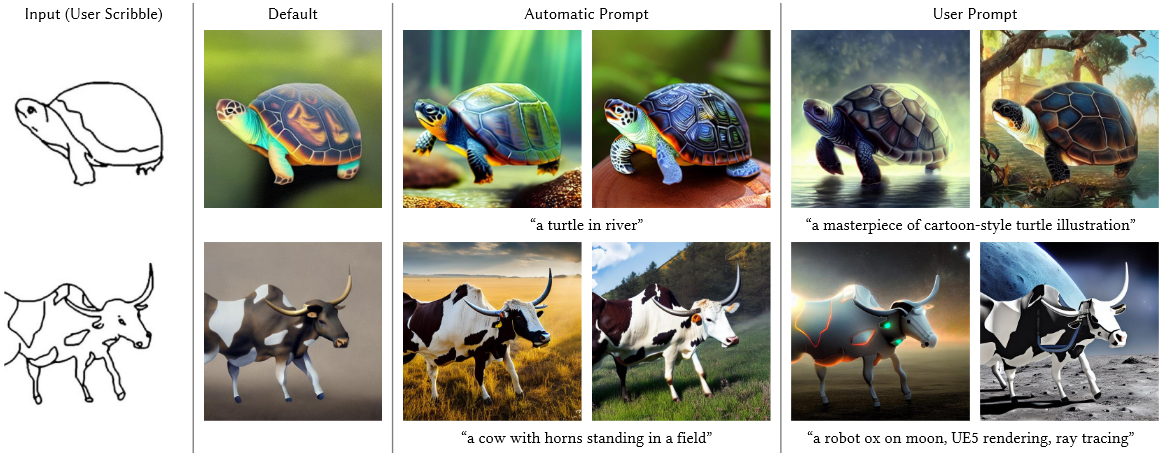 Input (User Scribble)
Default
Automatic Prompt
User Prompt
“a turtle in river”
“a masterpiece of cartoon-style turtle illustration”
“a cow with horns standing in a field”
“a robot ox on moon, UE5 rendering, ray tracing”